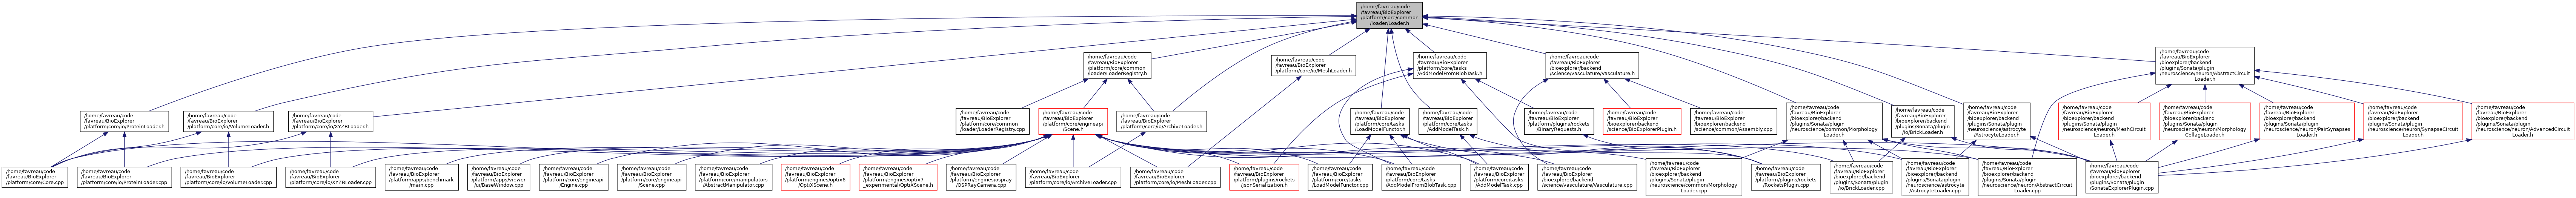 /home/favreau/code
/favreau/BioExplorer
/platform/core/common
/loader/Loader.h
/home/favreau/code
/favreau/BioExplorer
/platform/core/common
/loader/LoaderRegistry.h
/home/favreau/code
/favreau/BioExplorer
/platform/core/io/MeshLoader.h
/home/favreau/code
/favreau/BioExplorer
/platform/core/tasks
/AddModelFromBlobTask.h
/home/favreau/code
/favreau/BioExplorer
/bioexplorer/backend
/science/vasculature/Vasculature.h
/home/favreau/code
/favreau/BioExplorer
/bioexplorer/backend
/plugins/Sonata/plugin
/neuroscience/neuron/AbstractCircuit
Loader.h
/home/favreau/code
/favreau/BioExplorer
/platform/core/io/ProteinLoader.h
/home/favreau/code
/favreau/BioExplorer
/platform/core/io/VolumeLoader.h
/home/favreau/code
/favreau/BioExplorer
/platform/core/io/XYZBLoader.h
/home/favreau/code
/favreau/BioExplorer
/platform/core/common
/loader/LoaderRegistry.cpp
/home/favreau/code
/favreau/BioExplorer
/platform/core/engineapi
/Scene.h
/home/favreau/code
/favreau/BioExplorer
/platform/core/io/ArchiveLoader.h
/home/favreau/code
/favreau/BioExplorer
/platform/core/tasks
/LoadModelFunctor.h
/home/favreau/code
/favreau/BioExplorer
/platform/core/tasks
/AddModelTask.h
/home/favreau/code
/favreau/BioExplorer
/platform/plugins/rockets
/BinaryRequests.h
/home/favreau/code
/favreau/BioExplorer
/bioexplorer/backend
/science/BioExplorerPlugin.h
/home/favreau/code
/favreau/BioExplorer
/bioexplorer/backend
/science/common/Assembly.cpp
/home/favreau/code
/favreau/BioExplorer
/bioexplorer/backend
/plugins/Sonata/plugin
/neuroscience/common/Morphology
Loader.h
/home/favreau/code
/favreau/BioExplorer
/bioexplorer/backend
/plugins/Sonata/plugin
/io/BrickLoader.h
/home/favreau/code
/favreau/BioExplorer
/bioexplorer/backend
/plugins/Sonata/plugin
/neuroscience/astrocyte
/AstrocyteLoader.h
/home/favreau/code
/favreau/BioExplorer
/bioexplorer/backend
/plugins/Sonata/plugin
/neuroscience/neuron/MeshCircuit
Loader.h
/home/favreau/code
/favreau/BioExplorer
/bioexplorer/backend
/plugins/Sonata/plugin
/neuroscience/neuron/Morphology
CollageLoader.h
/home/favreau/code
/favreau/BioExplorer
/bioexplorer/backend
/plugins/Sonata/plugin
/neuroscience/neuron/PairSynapses
Loader.h
/home/favreau/code
/favreau/BioExplorer
/bioexplorer/backend
/plugins/Sonata/plugin
/neuroscience/neuron/SynapseCircuit
Loader.h
/home/favreau/code
/favreau/BioExplorer
/bioexplorer/backend
/plugins/Sonata/plugin
/neuroscience/neuron/AdvancedCircuit
Loader.h
/home/favreau/code
/favreau/BioExplorer
/platform/core/Core.cpp
/home/favreau/code
/favreau/BioExplorer
/platform/core/io/ProteinLoader.cpp
/home/favreau/code
/favreau/BioExplorer
/platform/core/io/VolumeLoader.cpp
/home/favreau/code
/favreau/BioExplorer
/platform/core/io/XYZBLoader.cpp
/home/favreau/code
/favreau/BioExplorer
/platform/apps/benchmark
/main.cpp
/home/favreau/code
/favreau/BioExplorer
/platform/apps/viewer
/ui/BaseWindow.cpp
/home/favreau/code
/favreau/BioExplorer
/platform/core/engineapi
/Engine.cpp
/home/favreau/code
/favreau/BioExplorer
/platform/core/engineapi
/Scene.cpp
/home/favreau/code
/favreau/BioExplorer
/platform/core/manipulators
/AbstractManipulator.cpp
/home/favreau/code
/favreau/BioExplorer
/platform/engines/optix6
/OptiXScene.h
/home/favreau/code
/favreau/BioExplorer
/platform/engines/optix7
_experimental/OptiXScene.h
/home/favreau/code
/favreau/BioExplorer
/platform/engines/ospray
/OSPRayCamera.cpp
/home/favreau/code
/favreau/BioExplorer
/platform/core/io/ArchiveLoader.cpp
/home/favreau/code
/favreau/BioExplorer
/platform/core/io/MeshLoader.cpp
/home/favreau/code
/favreau/BioExplorer
/platform/plugins/rockets
/jsonSerialization.h
/home/favreau/code
/favreau/BioExplorer
/platform/core/tasks
/LoadModelFunctor.cpp
/home/favreau/code
/favreau/BioExplorer
/platform/core/tasks
/AddModelFromBlobTask.cpp
/home/favreau/code
/favreau/BioExplorer
/platform/core/tasks
/AddModelTask.cpp
/home/favreau/code
/favreau/BioExplorer
/bioexplorer/backend
/science/vasculature/Vasculature.cpp
/home/favreau/code
/favreau/BioExplorer
/bioexplorer/backend
/plugins/Sonata/plugin
/neuroscience/common/Morphology
Loader.cpp
/home/favreau/code
/favreau/BioExplorer
/platform/plugins/rockets
/RocketsPlugin.cpp
/home/favreau/code
/favreau/BioExplorer
/bioexplorer/backend
/plugins/Sonata/plugin
/io/BrickLoader.cpp
/home/favreau/code
/favreau/BioExplorer
/bioexplorer/backend
/plugins/Sonata/plugin
/neuroscience/astrocyte
/AstrocyteLoader.cpp
/home/favreau/code
/favreau/BioExplorer
/bioexplorer/backend
/plugins/Sonata/plugin
/neuroscience/neuron/AbstractCircuit
Loader.cpp
/home/favreau/code
/favreau/BioExplorer
/bioexplorer/backend
/plugins/Sonata/plugin
/SonataExplorerPlugin.cpp